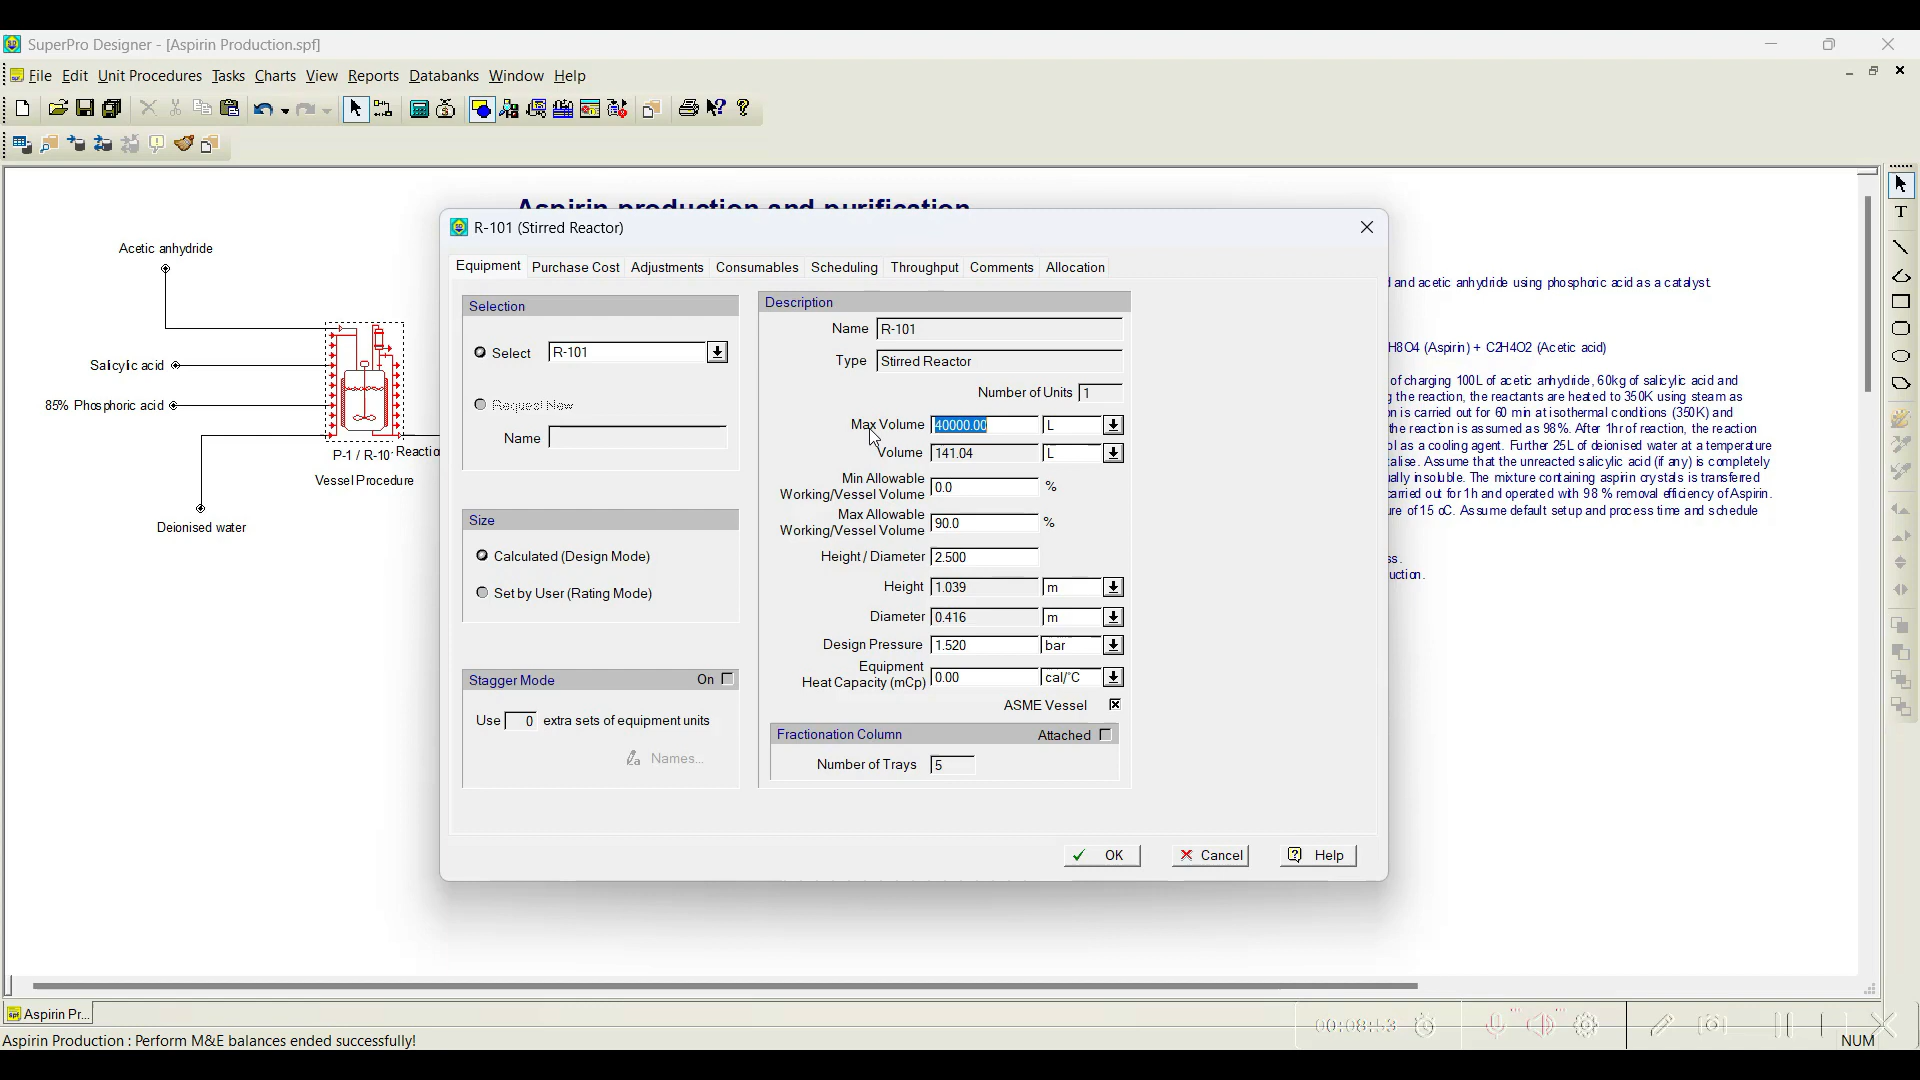 SuperPro Designer - [Aspirin Production.spf]
File Edit Unit Procedures Tasks Charts View Reports Databanks Window Help
Aspirin production and purification
R-101 (Stirred Reactor)
Equipment Purchase Cost Adjustments Consumables Scheduling Throughput Comments Allocation
Selection
Select R-101
Request New
Name
Size
Calculated (Design Mode)
Set by User (Rating Mode)
Stagger Mode On
Use 0 extra sets of equipment units
Names...
Description
Name R-101
Type Stirred Reactor
Number of Units 1
Max Volume 40000.00 L
Volume 141.04 L
Min Allowable
Working/Vessel Volume 0.0 %
Max Allowable
Working/Vessel Volume 90.0 %
Height / Diameter 2.500
Height 1.039 m
Diameter 0.416 m
Design Pressure 1.520 bar
Equipment
Heat Capacity (mCp) 0.00 cal/°C
ASME Vessel
Fractionation Column Attached
Number of Trays 5
OK Cancel Help
Acetic anhydride
Salicylic acid
85% Phosphoric acid
P-1 / R-10 Reactio
Vessel Procedure
Deionised water
and acetic anhydride using phosphoric acid as a catalyst.
H8O4 (Aspirin) + C2H4O2 (Acetic acid)
of charging 100L of acetic anhydride, 60kg of salicylic acid and
g the reaction, the reactants are heated to 350K using steam as
n is carried out for 60 min at isothermal conditions (350K) and
the reaction is assumed as 98%. After 1hr of reaction, the reaction
ol as a cooling agent. Further 25L of deionised water at a temperature
talise. Assume that the unreacted salicylic acid (if any) is completely
ally insoluble. The mixture containing aspirin crystals is transferred
carried out for 1h and operated with 98 % removal efficiency of Aspirin.
re of 15 oC. Assume default setup and process time and schedule
ss.
uction.
Aspirin Pr...
00:08:53
Aspirin Production : Perform M&E balances ended successfully!
NUM